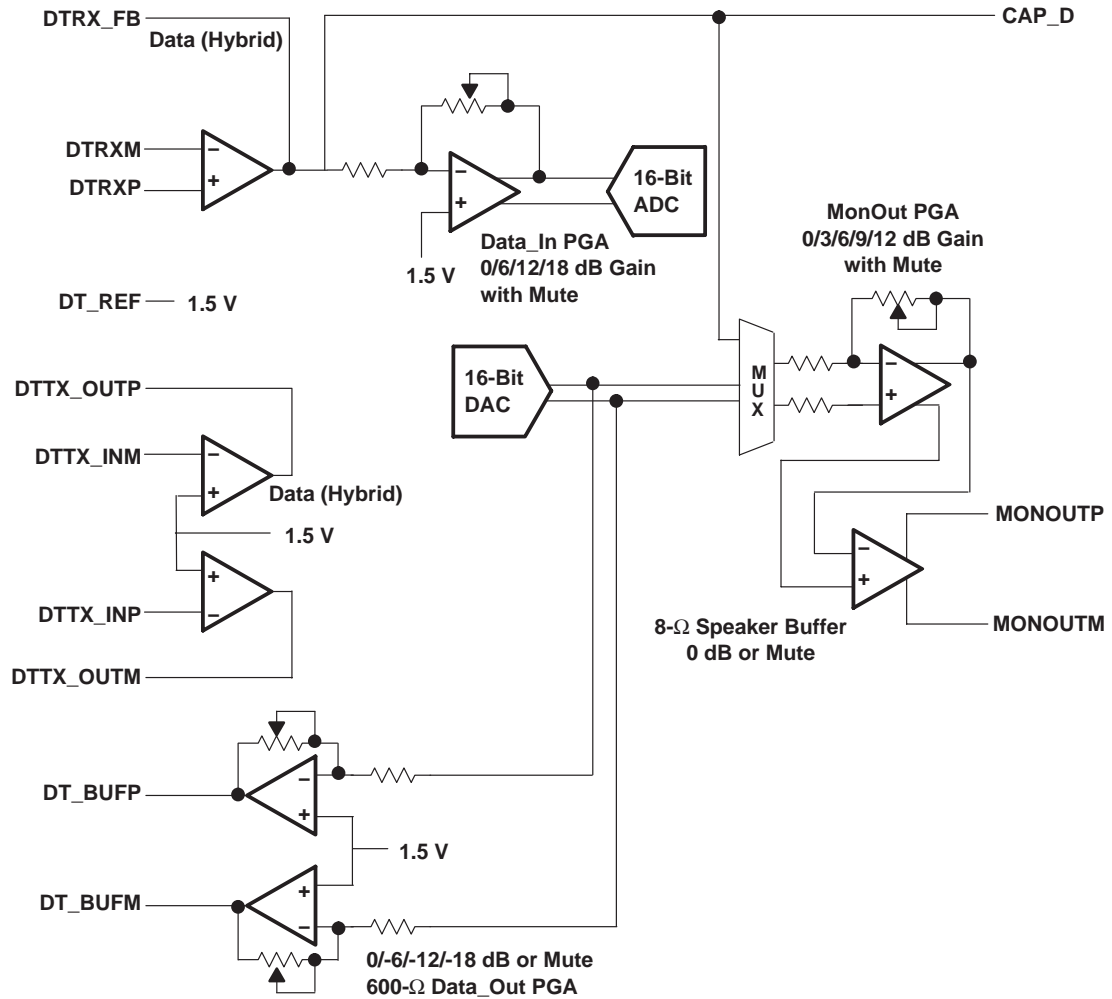 DTRX_FB
Data (Hybrid)
CAP_D
DTRXM
DTRXP
−
+
−
+
16-Bit
ADC
1.5 V
Data_In PGA
0/6/12/18 dB Gain
with Mute
MonOut PGA
0/3/6/9/12 dB Gain
with Mute
DT_REF
1.5 V
16-Bit
DAC
MUX
−
+
DTTX_OUTP
DTTX_INM
−
+
Data (Hybrid)
1.5 V
+
−
DTTX_INP
DTTX_OUTM
−
+
MONOUTP
MONOUTM
8-Ω Speaker Buffer
0 dB or Mute
DT_BUFP
−
+
1.5 V
DT_BUFM
+
−
0/-6/-12/-18 dB or Mute
600-Ω Data_Out PGA